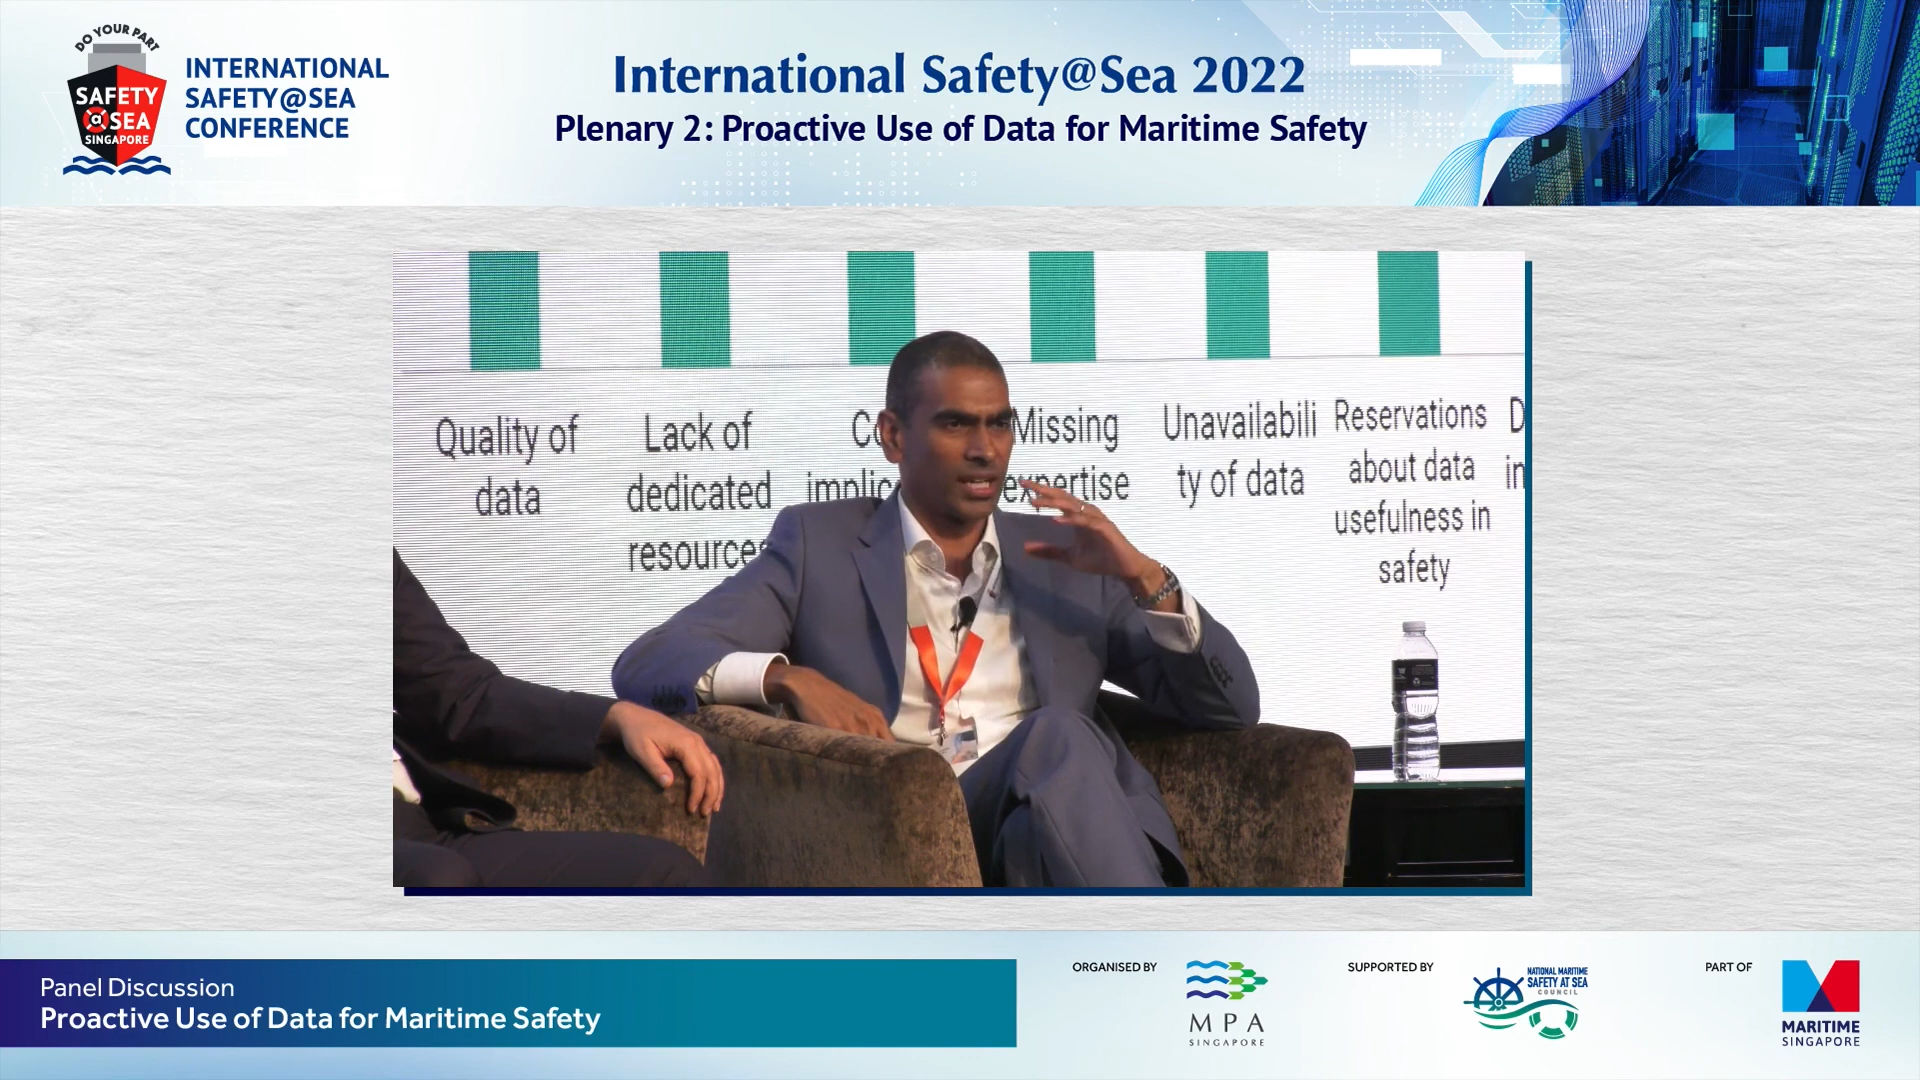 DO YOUR PART
SAFETY
@SEA
SINGAPORE
INTERNATIONAL
SAFETY@SEA
CONFERENCE
International Safety@Sea 2022
Plenary 2: Proactive Use of Data for Maritime Safety
Quality of
data
Lack of
dedicated
resources
Missing
expertise
Unavailabili
ty of data
Reservations
about data
usefulness in
safety
Panel Discussion
Proactive Use of Data for Maritime Safety
ORGANISED BY
MPA
SINGAPORE
SUPPORTED BY
NATIONAL MARITIME
SAFETY AT SEA
COUNCIL
PART OF
MARITIME
SINGAPORE